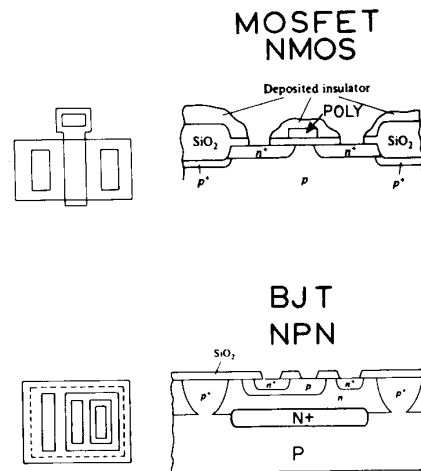 MOSFET
NMOS
Deposited insulator
POLY
SiO₂ SiO₂
n⁺ n⁺
p⁺ p p⁺
BJT
NPN
SiO₂
p⁺ n⁺ p n⁺ p⁺
n
N+
P